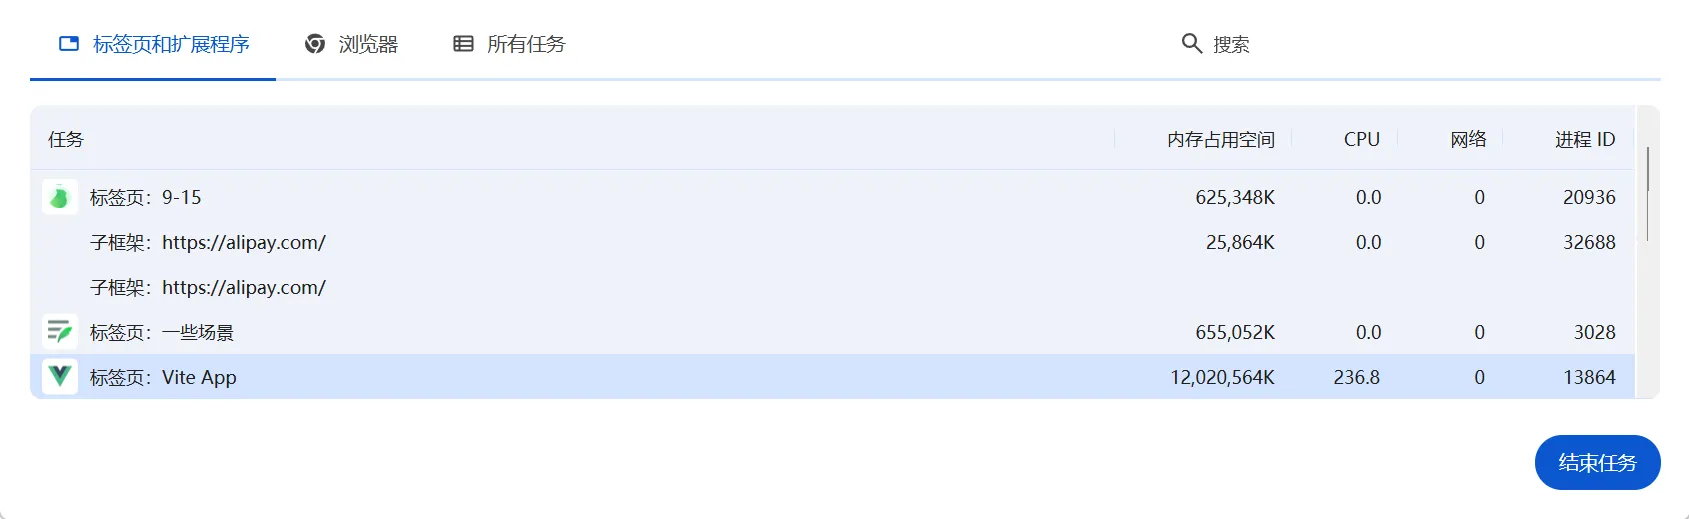 标签页和扩展程序 浏览器 所有任务 搜索
任务 内存占用空间 CPU 网络 进程 ID
标签页：9-15 625,348K 0.0 0 20936
子框架：https://alipay.com/ 25,864K 0.0 0 32688
子框架：https://alipay.com/
标签页：一些场景 655,052K 0.0 0 3028
标签页：Vite App 12,020,564K 236.8 0 13864
结束任务